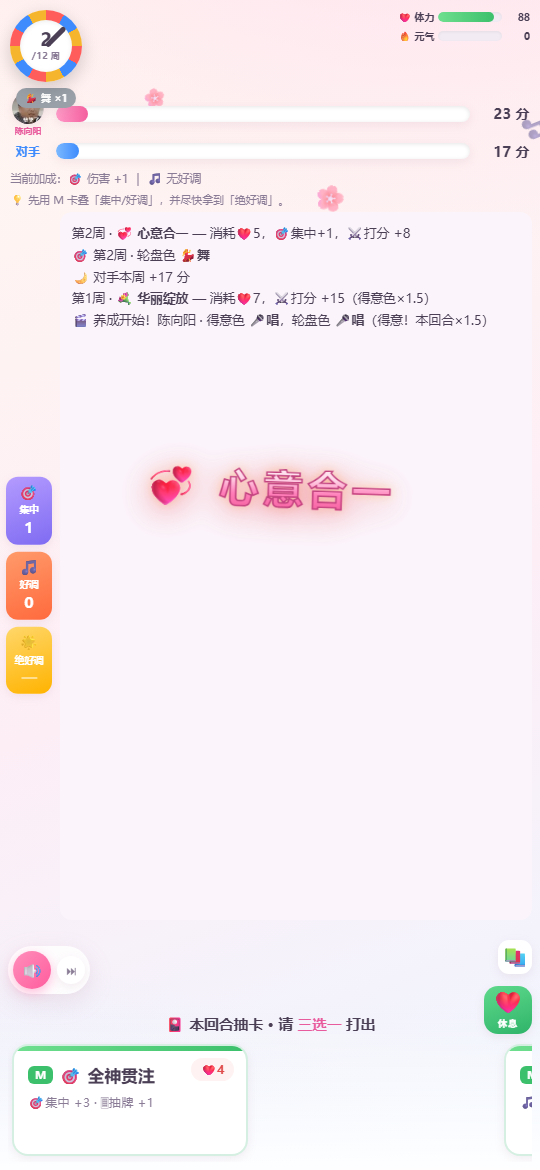 2
/12 周
体力 88
元气 0
舞 ×1
陈向阳
23 分
对手
17 分
当前加成: 伤害 +1 | 无好调
先用 M 卡叠「集中/好调」, 并尽快拿到「绝好调」。
第2周 · 心意合一 — 消耗 5, 集中+1, 打分 +8
第2周 · 轮盘色 舞
对手本周 +17 分
第1周 · 华丽绽放 — 消耗 7, 打分 +15 (得意色×1.5)
养成开始! 陈向阳 · 得意色 唱, 轮盘色 唱 (得意! 本回合×1.5)
心意合一
集中
1
好调
0
绝好调
—
休息
本回合抽卡 • 请 三选一 打出
M 全神贯注 4
集中 +3 · 抽牌 +1